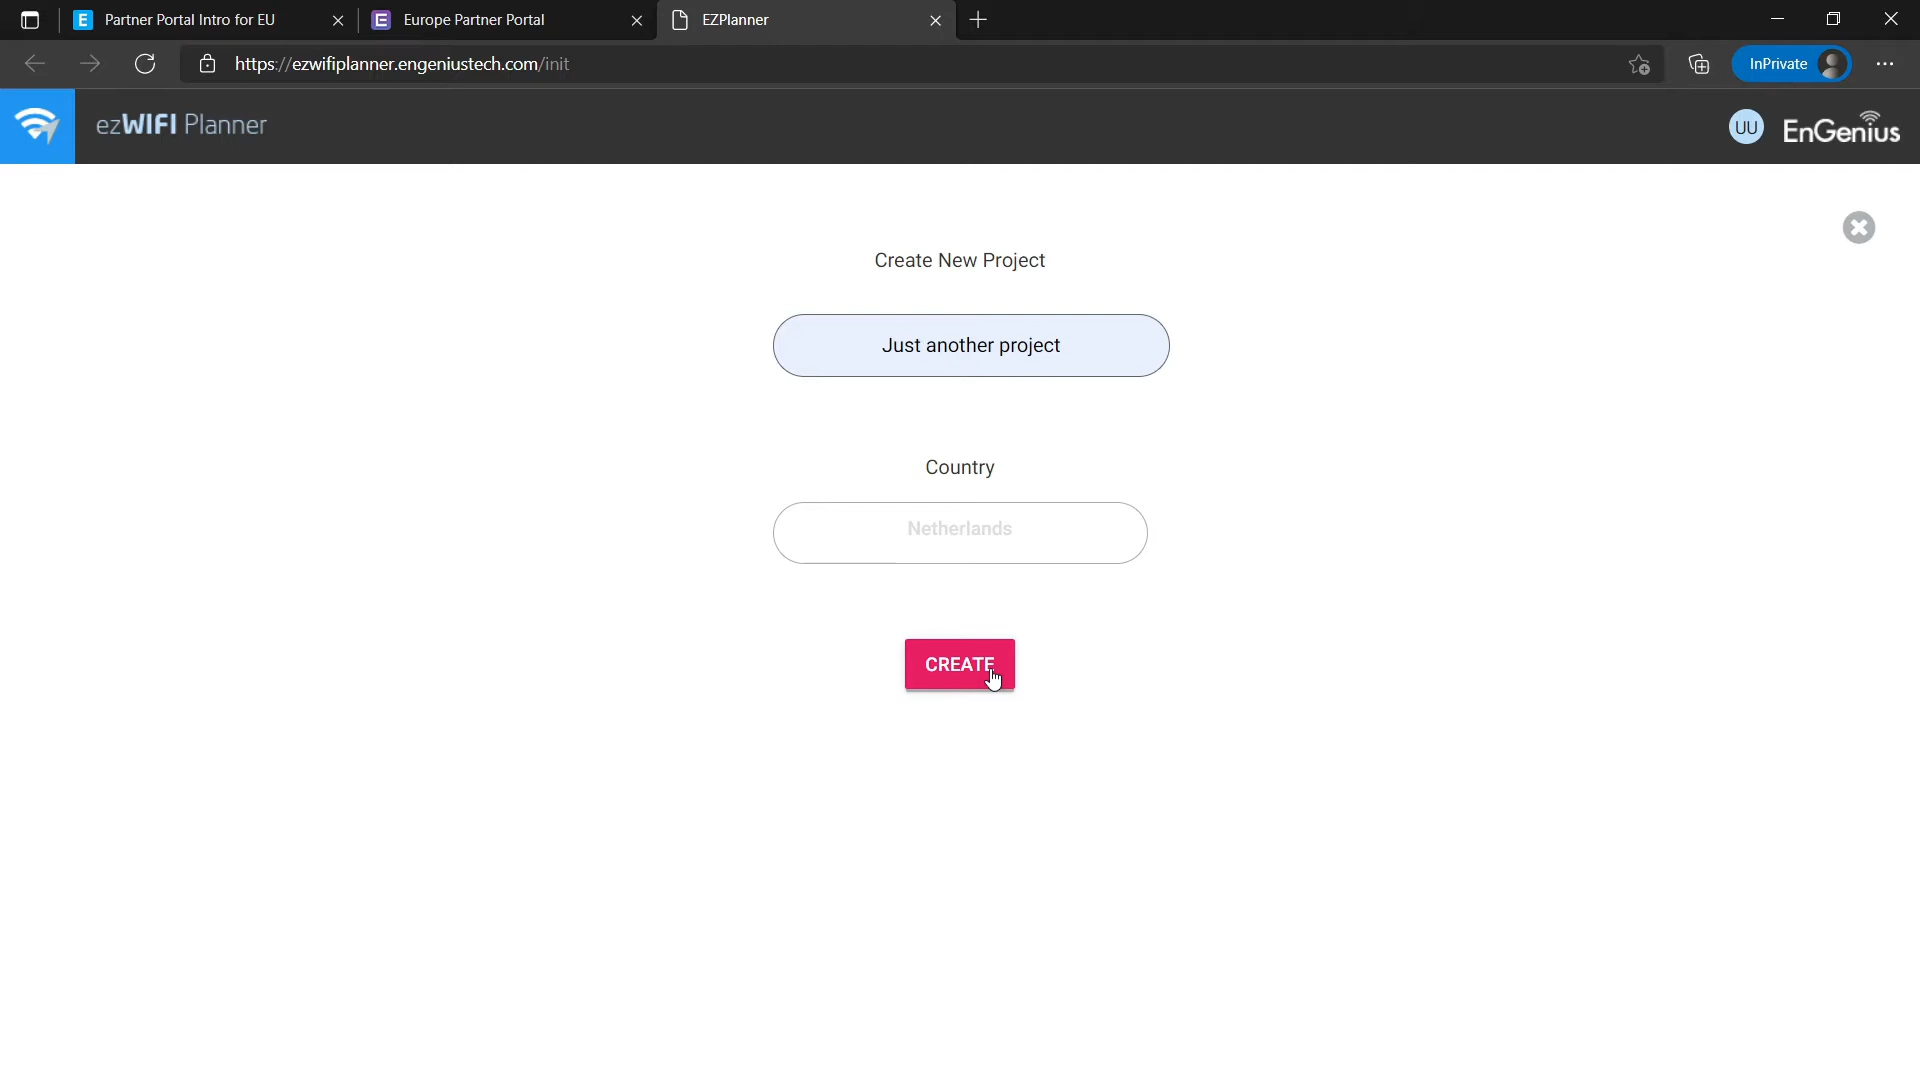 Partner Portal Intro for EU
Europe Partner Portal
EZPlanner
https://ezwifiplanner.engeniustech.com/init
InPrivate
ezWIFI Planner
UU
EnGenius
Create New Project
Just another project
Country
Netherlands
CREATE